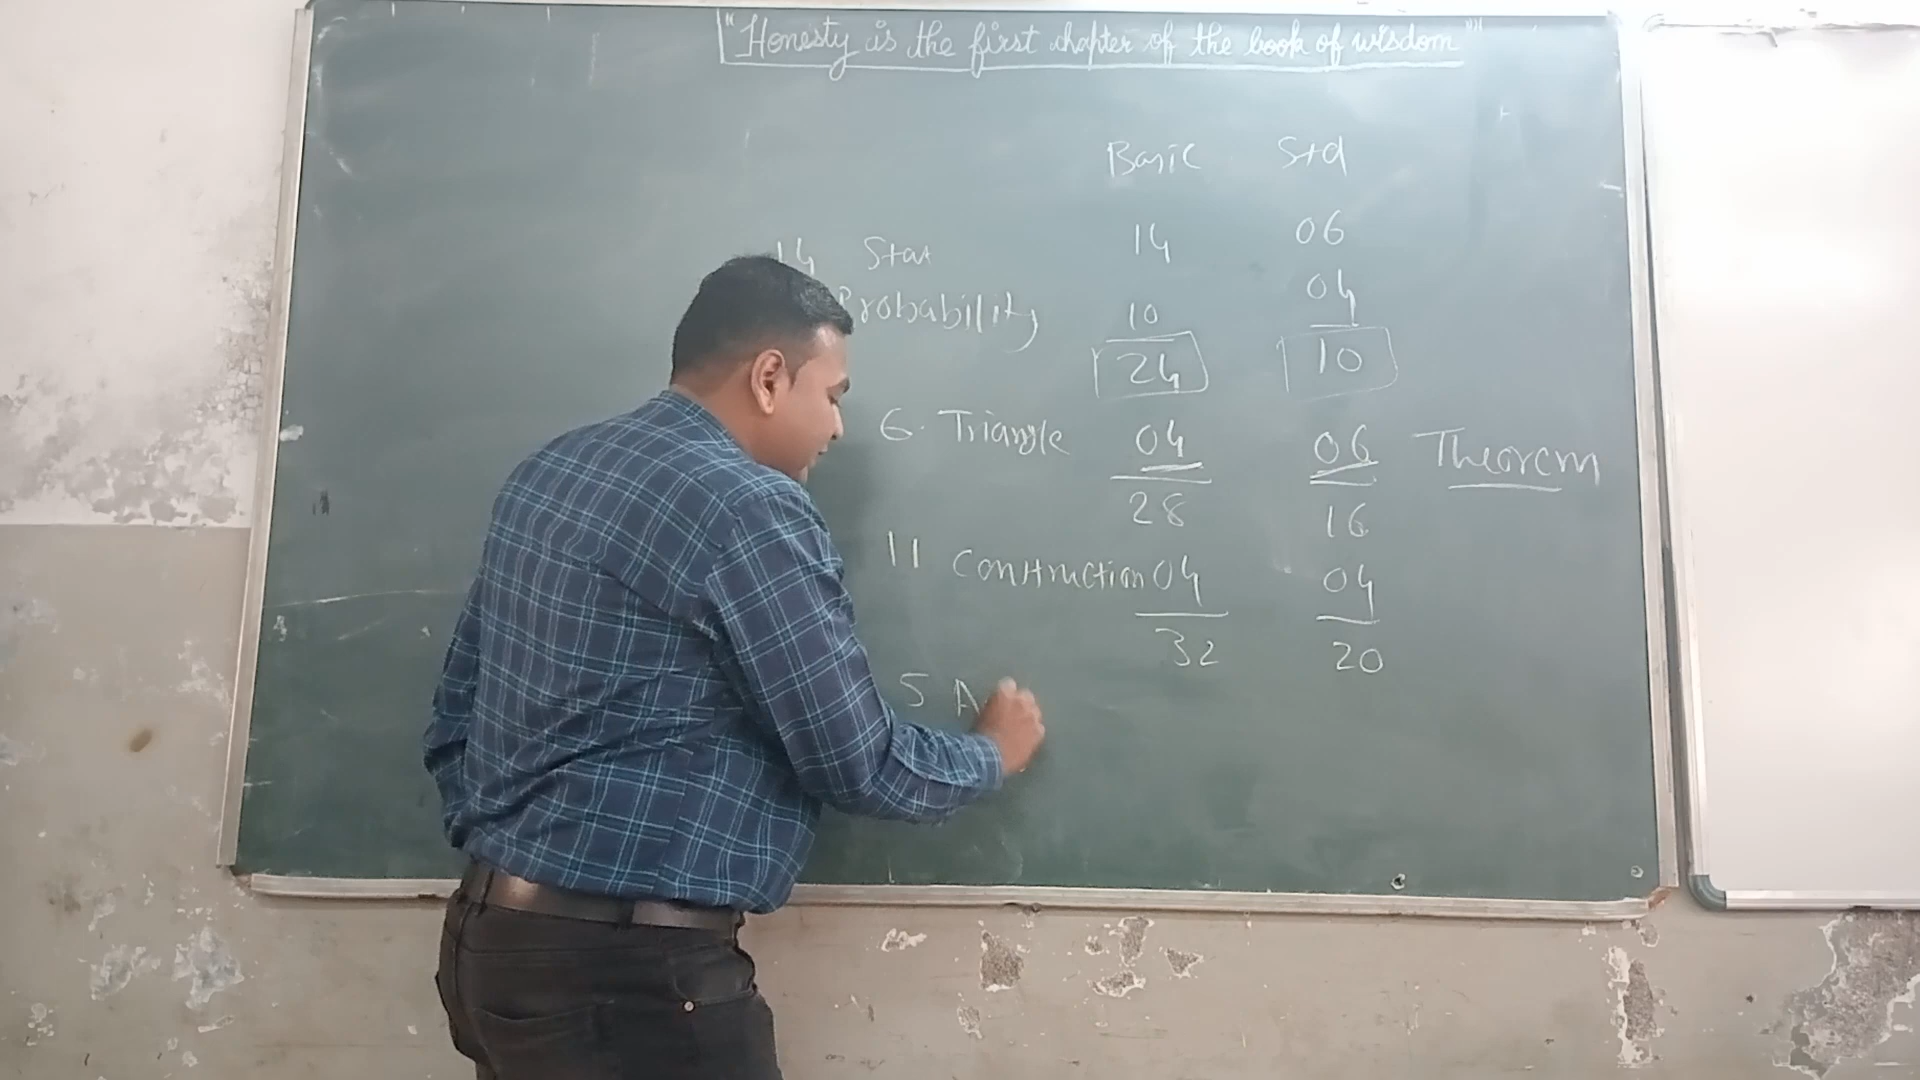 "Honesty is the first chapter of the book of wisdom"
Basic Std
14 Stat 14 06
Probability 10 04
24 10
6. Triangle 04 06 Theorem
28 16
11 Construction 04 04
32 20
5 A